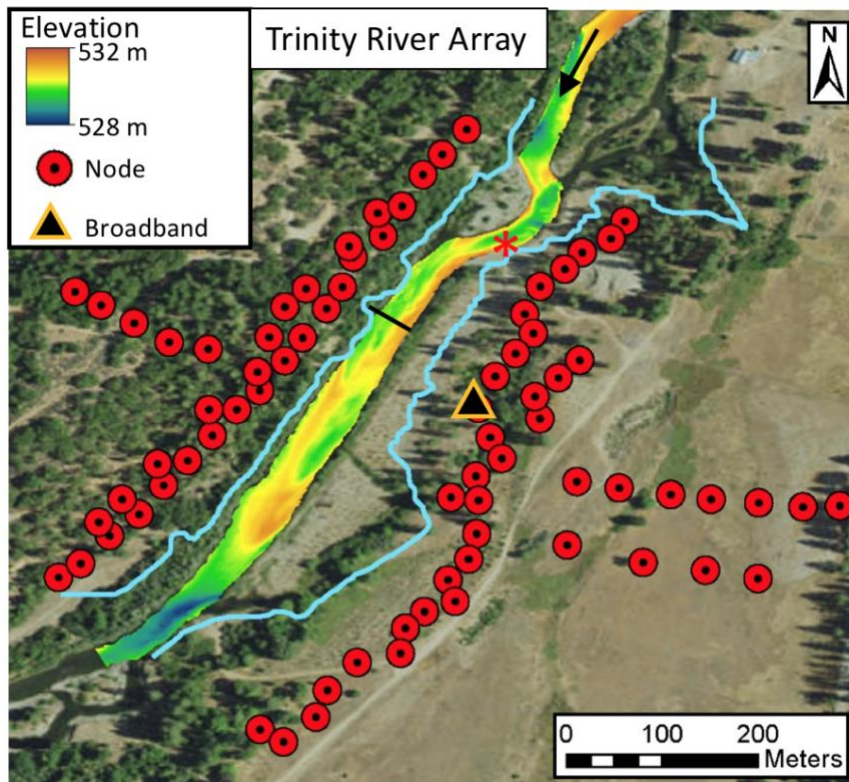 Elevation
532 m
528 m
Node
Broadband
Trinity River Array
N
0 100 200
Meters